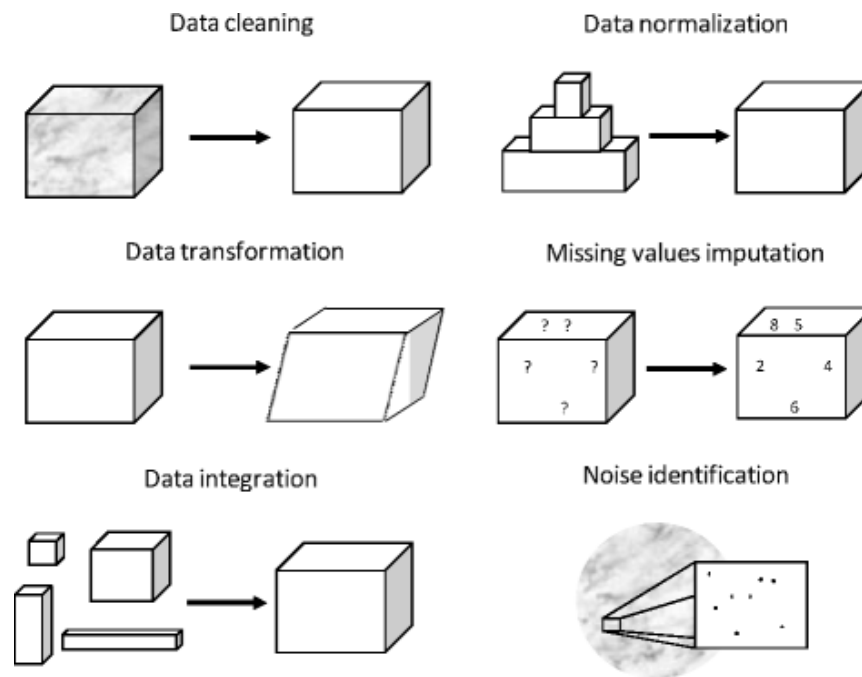 Data cleaning
Data normalization
Data transformation
Missing values imputation
? ?
? ?
?
8 5
2 4
6
Data integration
Noise identification